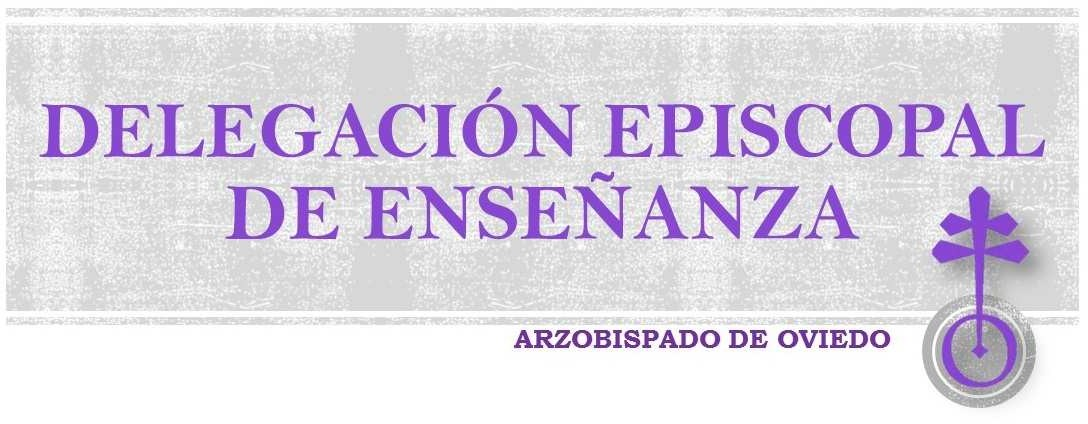 DELEGACIÓN EPISCOPAL
DE ENSEÑANZA
ARZOBISPADO DE OVIEDO